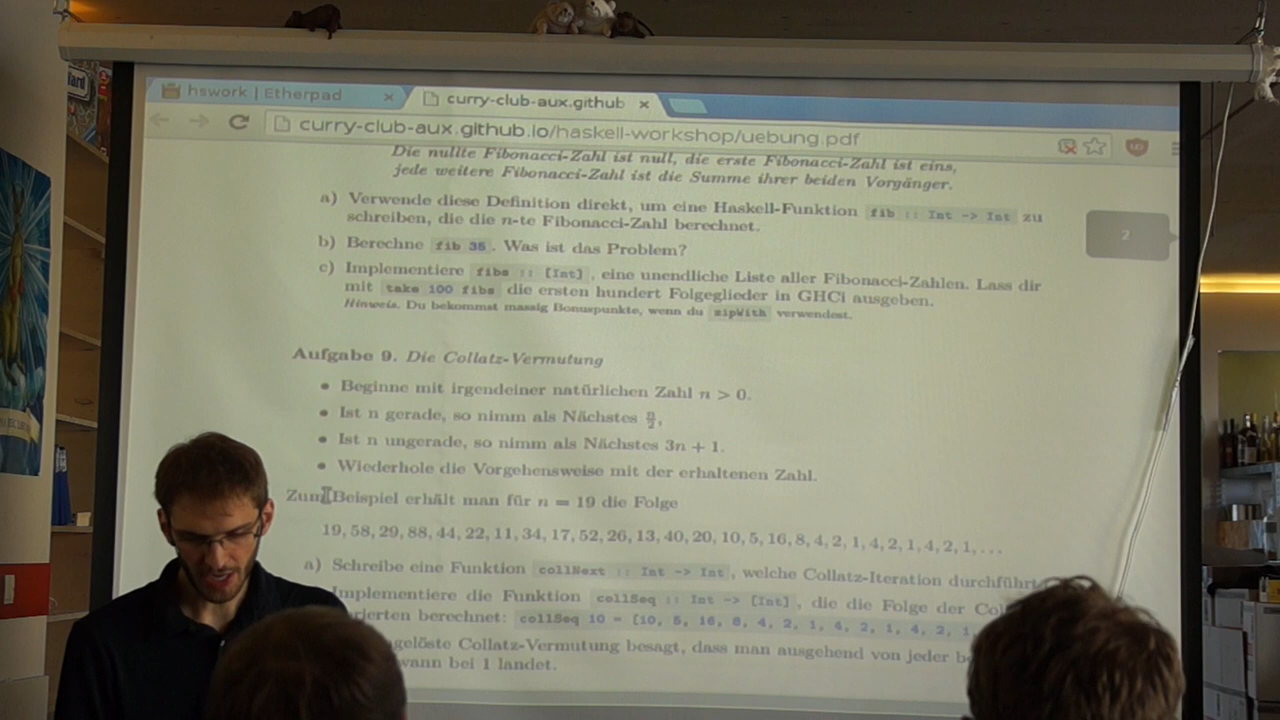 hswork | Etherpad
curry-club-aux.github
curry-club-aux.github.io/haskell-workshop/uebung.pdf
Die nullte Fibonacci-Zahl ist null, die erste Fibonacci-Zahl ist eins,
jede weitere Fibonacci-Zahl ist die Summe ihrer beiden Vorgänger.
a) Verwende diese Definition direkt, um eine Haskell-Funktion fib :: Int -> Int zu
schreiben, die die n-te Fibonacci-Zahl berechnet.
2
b) Berechne fib 35. Was ist das Problem?
c) Implementiere fibs :: [Int], eine unendliche Liste aller Fibonacci-Zahlen. Lass dir
mit take 100 fibs die ersten hundert Folgeglieder in GHCi ausgeben.
Hinweis. Du bekommst massig Bonuspunkte, wenn du zipWith verwendest.
Aufgabe 9. Die Collatz-Vermutung
• Beginne mit irgendeiner natürlichen Zahl n > 0.
• Ist n gerade, so nimm als Nächstes n/2,
• Ist n ungerade, so nimm als Nächstes 3n + 1.
• Wiederhole die Vorgehensweise mit der erhaltenen Zahl.
Zum Beispiel erhält man für n = 19 die Folge
19, 58, 29, 88, 44, 22, 11, 34, 17, 52, 26, 13, 40, 20, 10, 5, 16, 8, 4, 2, 1, 4, 2, 1, 4, 2, 1, ...
a) Schreibe eine Funktion collNext :: Int -> Int, welche Collatz-Iteration durchführt
Implementiere die Funktion collSeq :: Int -> [Int], die die Folge der Col
rierten berechnet: collSeq 10 = [10, 5, 16, 8, 4, 2, 1, 4, 2, 1, 4, 2, 1,
gelöste Collatz-Vermutung besagt, dass man ausgehend von jeder
wann bei 1 landet.